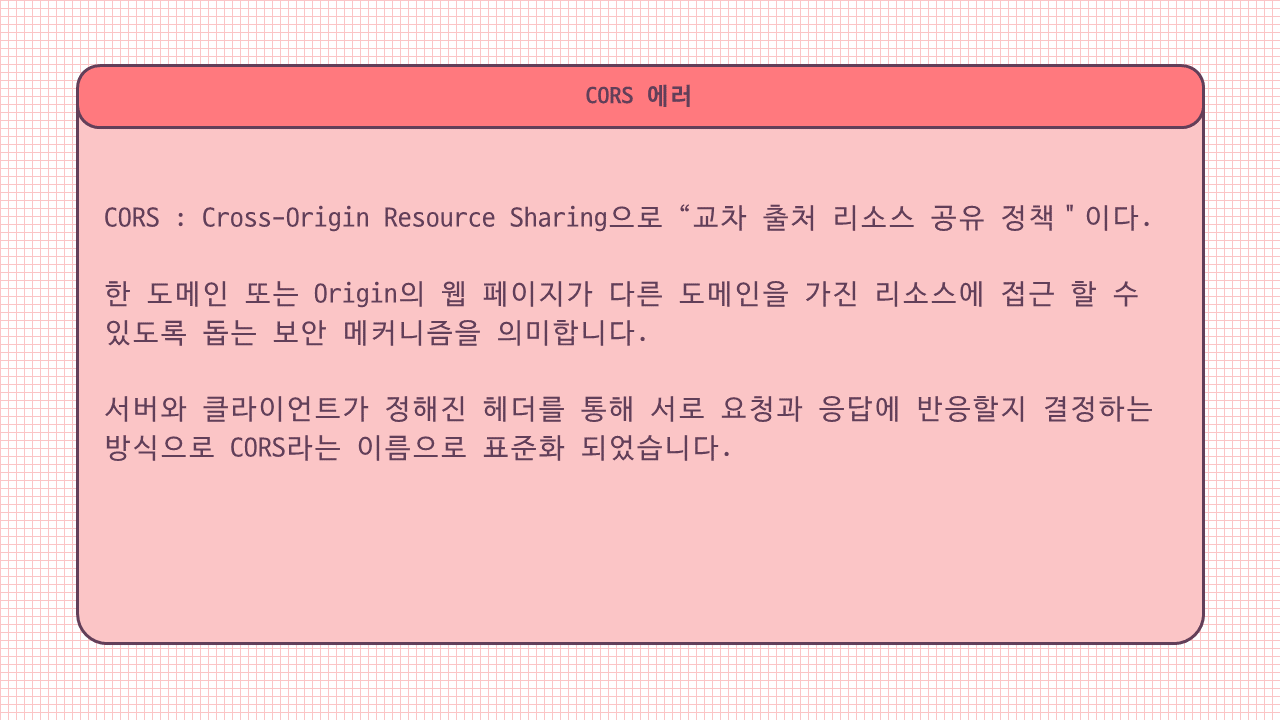 CORS 에러
CORS : Cross-Origin Resource Sharing으로 “교차 출처 리소스 공유 정책＂이다.
한 도메인 또는 Origin의 웹 페이지가 다른 도메인을 가진 리소스에 접근 할 수
있도록 돕는 보안 메커니즘을 의미합니다.
서버와 클라이언트가 정해진 헤더를 통해 서로 요청과 응답에 반응할지 결정하는
방식으로 CORS라는 이름으로 표준화 되었습니다.